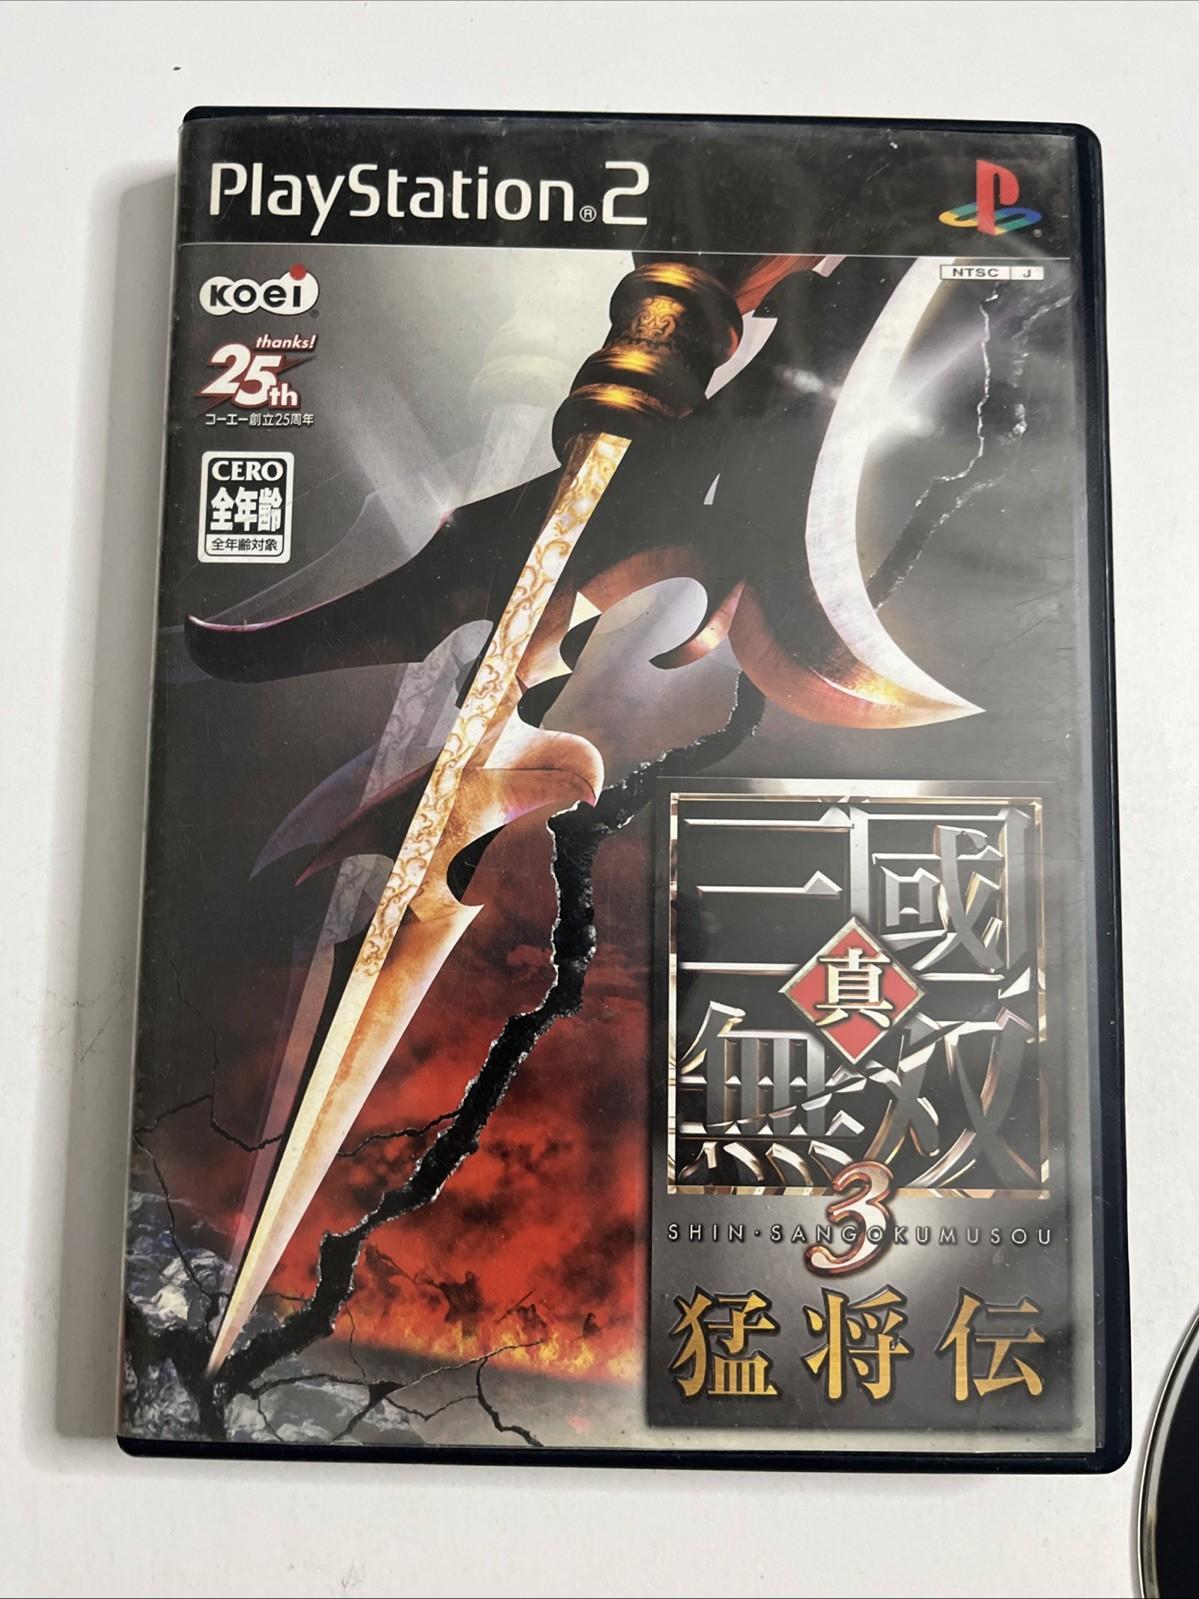 PlayStation®2
NTSC J
KOEI®
thanks!
25th
コーエー創立25周年
CERO
全年齢
全年齢対象
三國
真
無双
3
SHIN・SANGOKUMUSOU
猛将伝